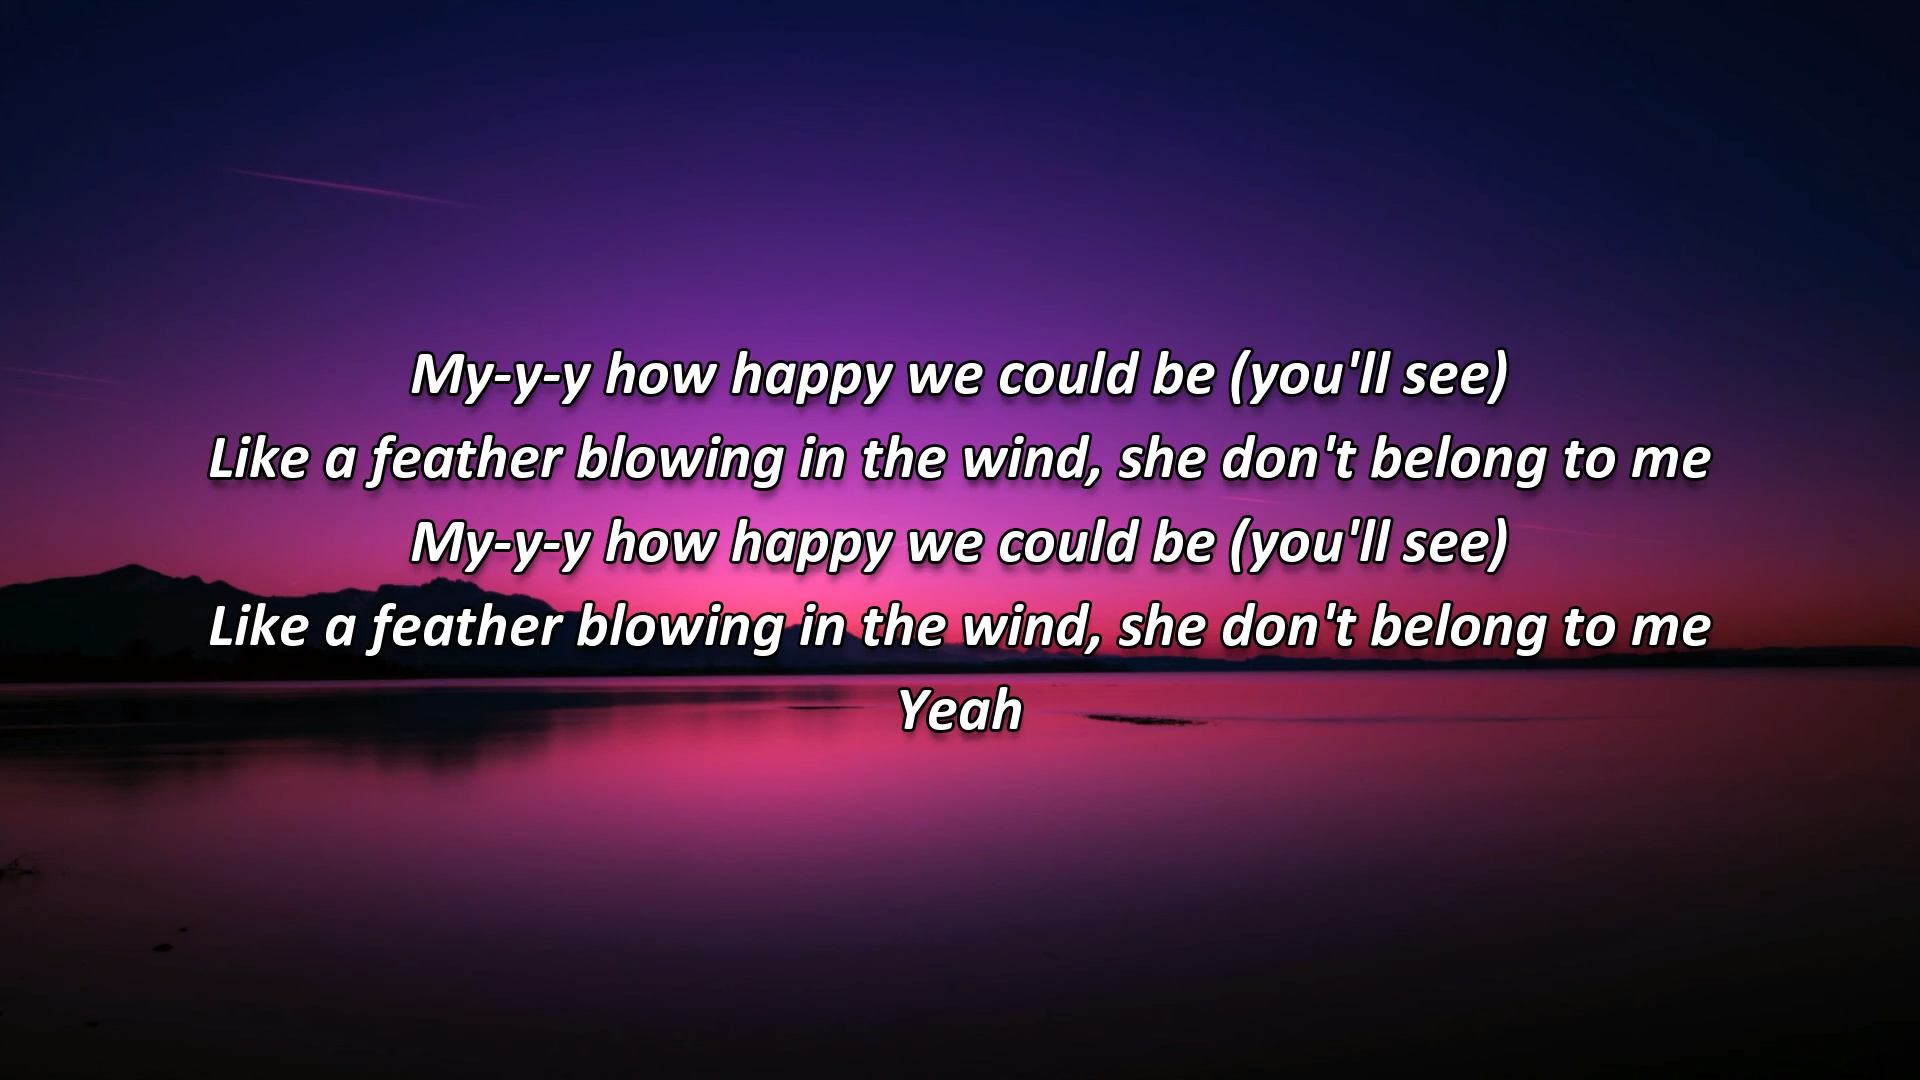 My-y-y how happy we could be (you'll see)
Like a feather blowing in the wind, she don't belong to me
My-y-y how happy we could be (you'll see)
Like a feather blowing in the wind, she don't belong to me
Yeah